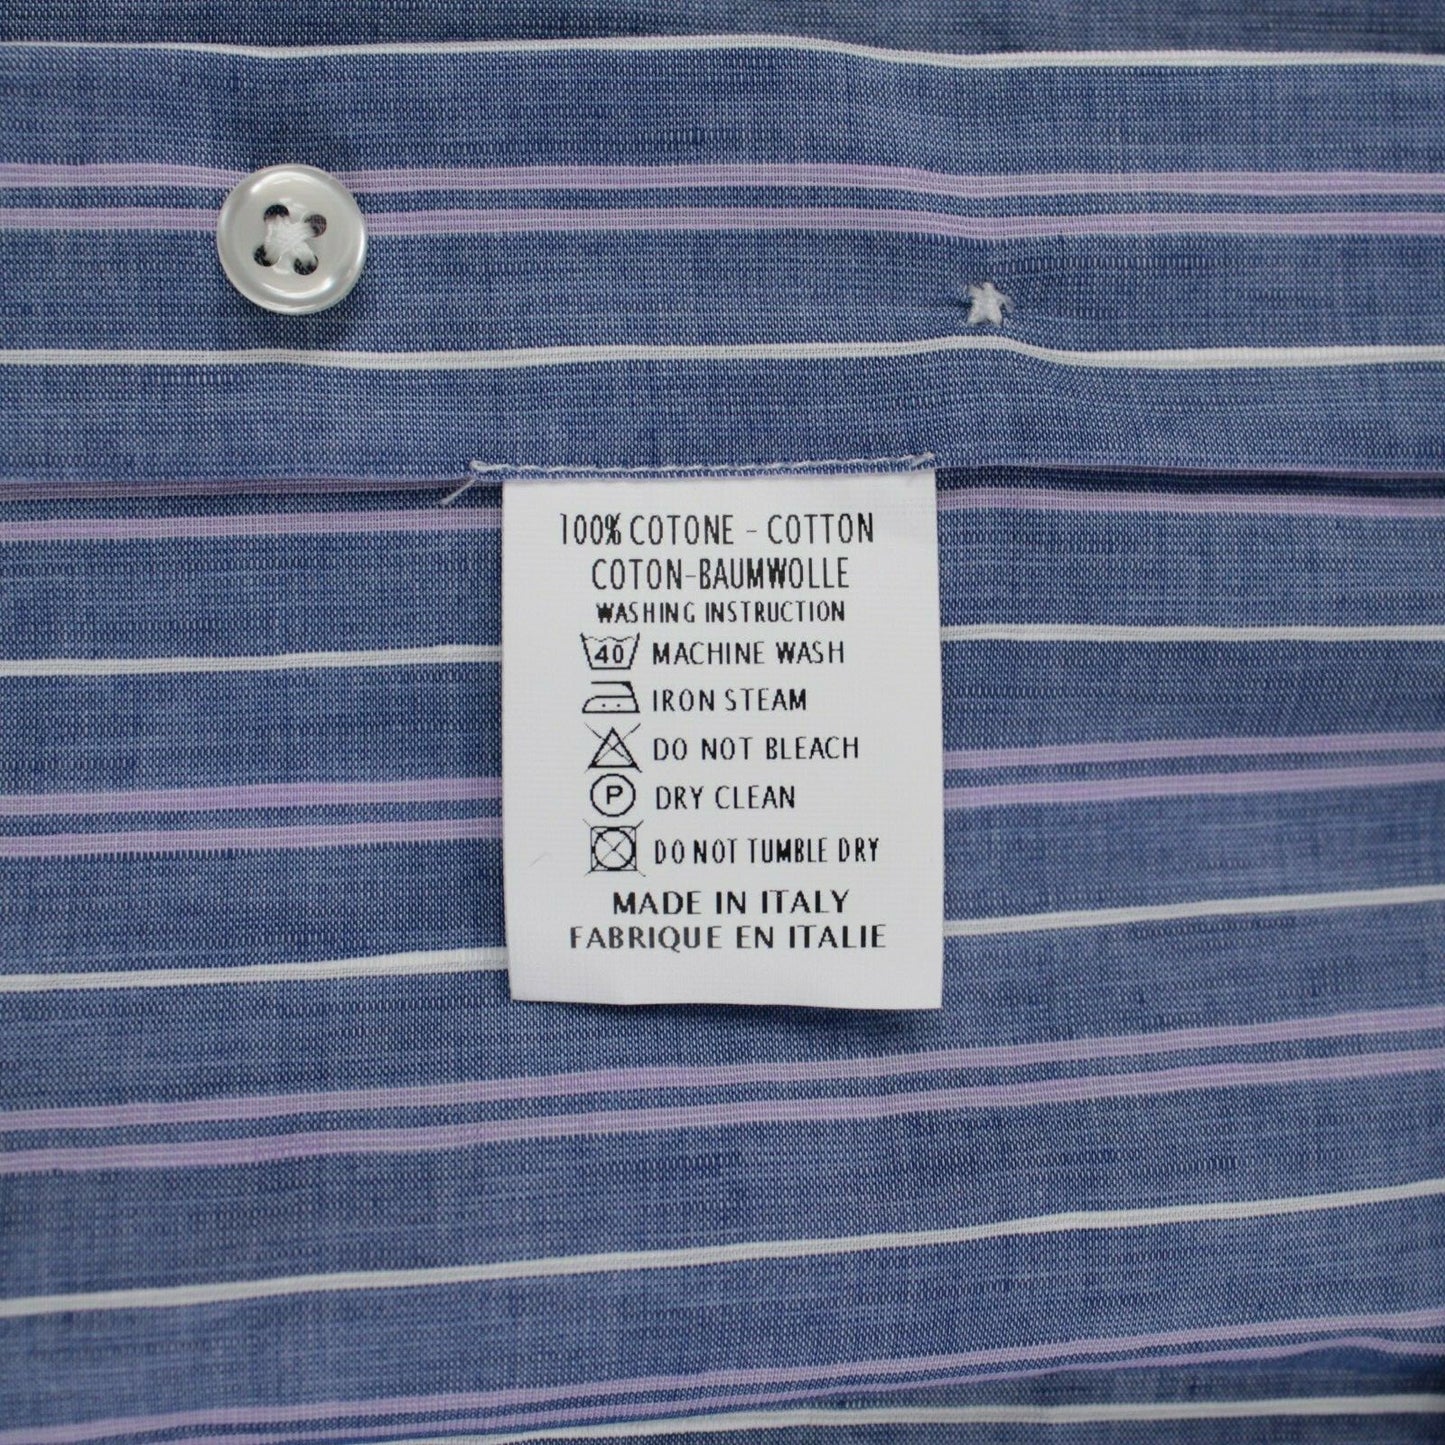 100% COTONE - COTTON
COTON-BAUMWOLLE
WASHING INSTRUCTION
40 MACHINE WASH
IRON STEAM
DO NOT BLEACH
P DRY CLEAN
DO NOT TUMBLE DRY
MADE IN ITALY
FABRIQUE EN ITALIE